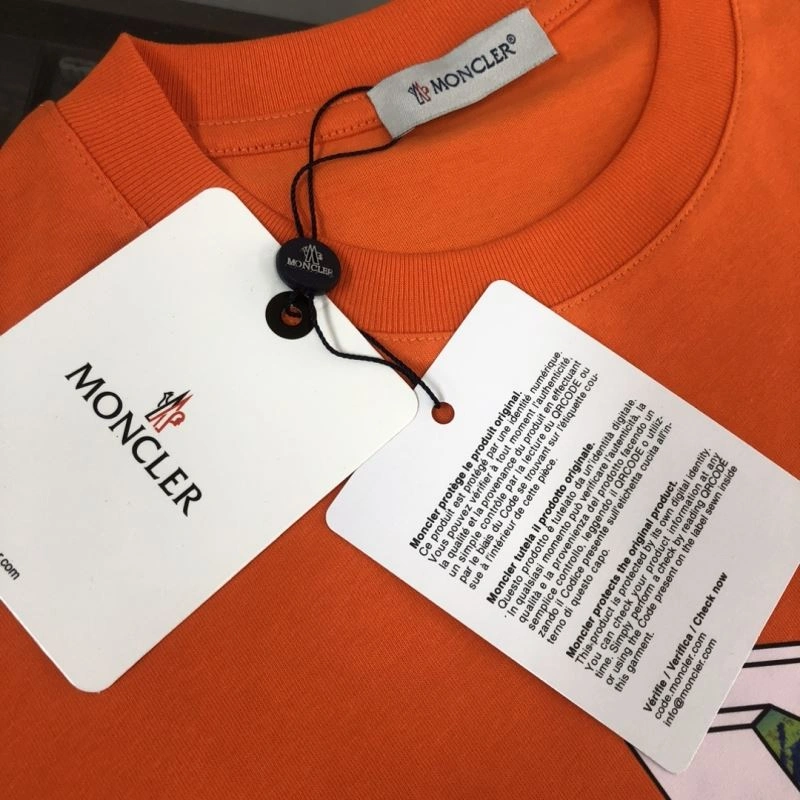 MONCLER®
MONCLER
MONCLER
.com
Moncler protège le produit original.
Ce produit est protégé par une identité numérique.
Vous pouvez vérifier à tout moment l'authenticité,
la qualité et la provenance du produit en effectuant
un simple contrôle par la lecture du QRCODE ou
par le biais du Code se trouvant sur l'étiquette cou-
sue à l'intérieur de cette pièce.
Moncler tutela il prodotto originale.
Questo prodotto è tutelato da un'identità digitale.
In qualsiasi momento può verificare l'autenticità, la
qualità e la provenienza del prodotto facendo un
semplice controllo, leggendo il QRCODE o utiliz-
zando il Codice presente sull'etichetta cucita all'in-
terno di questo capo.
Moncler protects the original product.
This product is protected by its own digital identity.
You can check your product information at any
time. Simply perform a check by reading QRCODE
or using the Code present on the label sewn inside
this garment.
Vérifie / Verifica / Check now
code.moncler.com
info@moncler.com